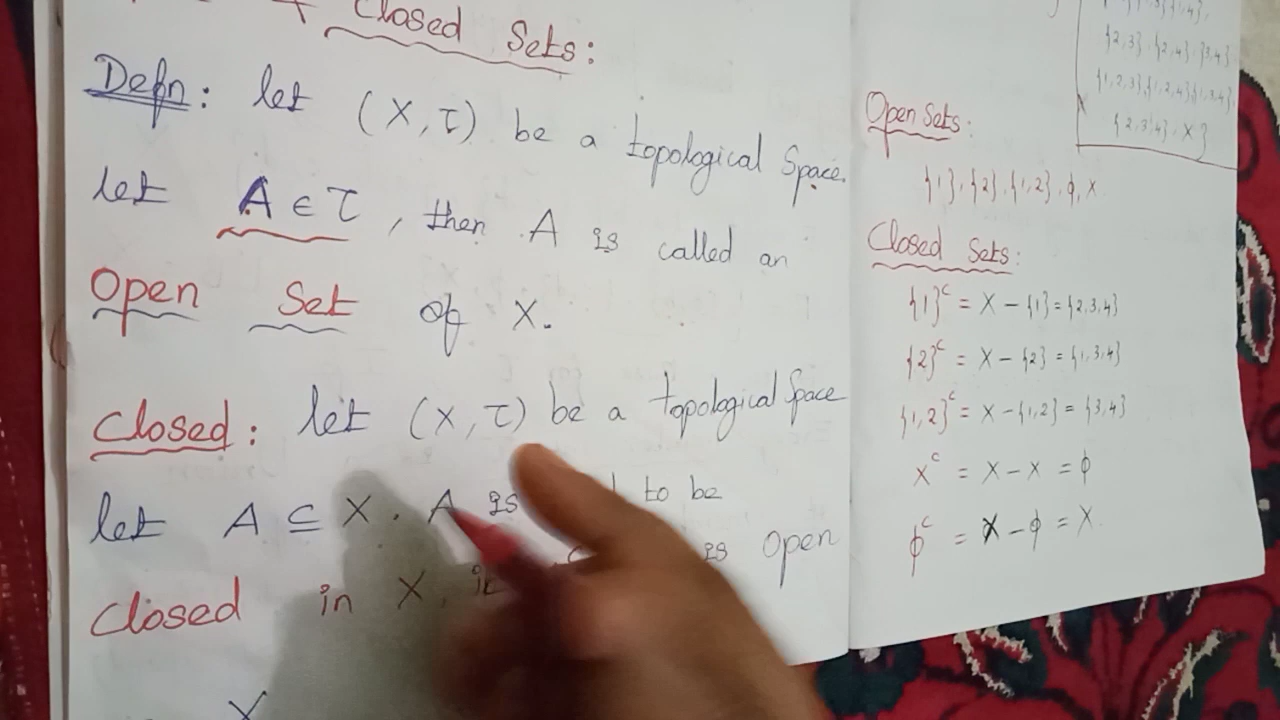 Closed Sets:
Defn: let (X, τ) be a topological Space.
let A ∈ τ, then A is called an
Open Set of X.
Closed: let (X, τ) be a topological Space
let A ⊆ X. A is to be
Closed in X, is Open
X
{2,3}, {2,4}, {3,4}
{1,2,3}, {1,2,4}, {1,3,4},
{2,3,4}, X}
Open Sets:
{1}, {2}, {1,2}, ϕ, X
Closed Sets:
{1}ᶜ = X - {1} = {2,3,4}
{2}ᶜ = X - {2} = {1,3,4}
{1,2}ᶜ = X - {1,2} = {3,4}
Xᶜ = X - X = ϕ
ϕᶜ = X - ϕ = X